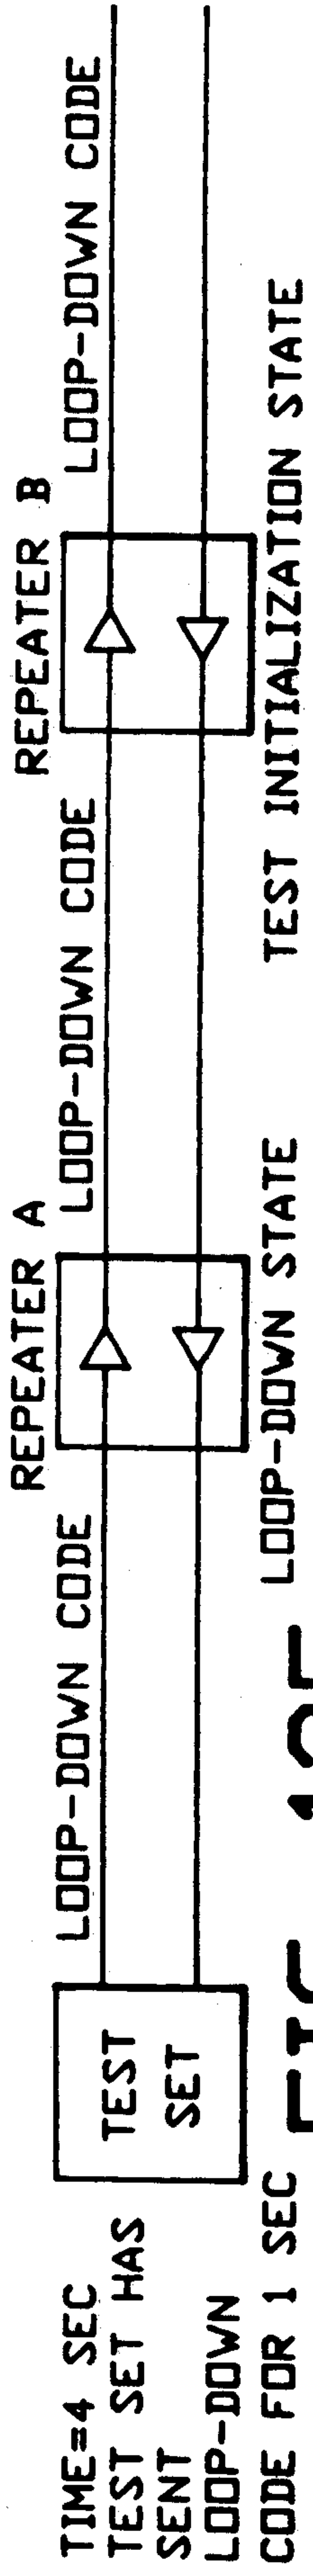 REPEATER A
REPEATER B
LOOP-DOWN CODE
LOOP-DOWN CODE
LOOP-DOWN CODE
TIME=4 SEC
TEST SET HAS
SENT
LOOP-DOWN
CODE FOR 1 SEC
TEST
SET
LOOP-DOWN STATE
TEST INITIALIZATION STATE